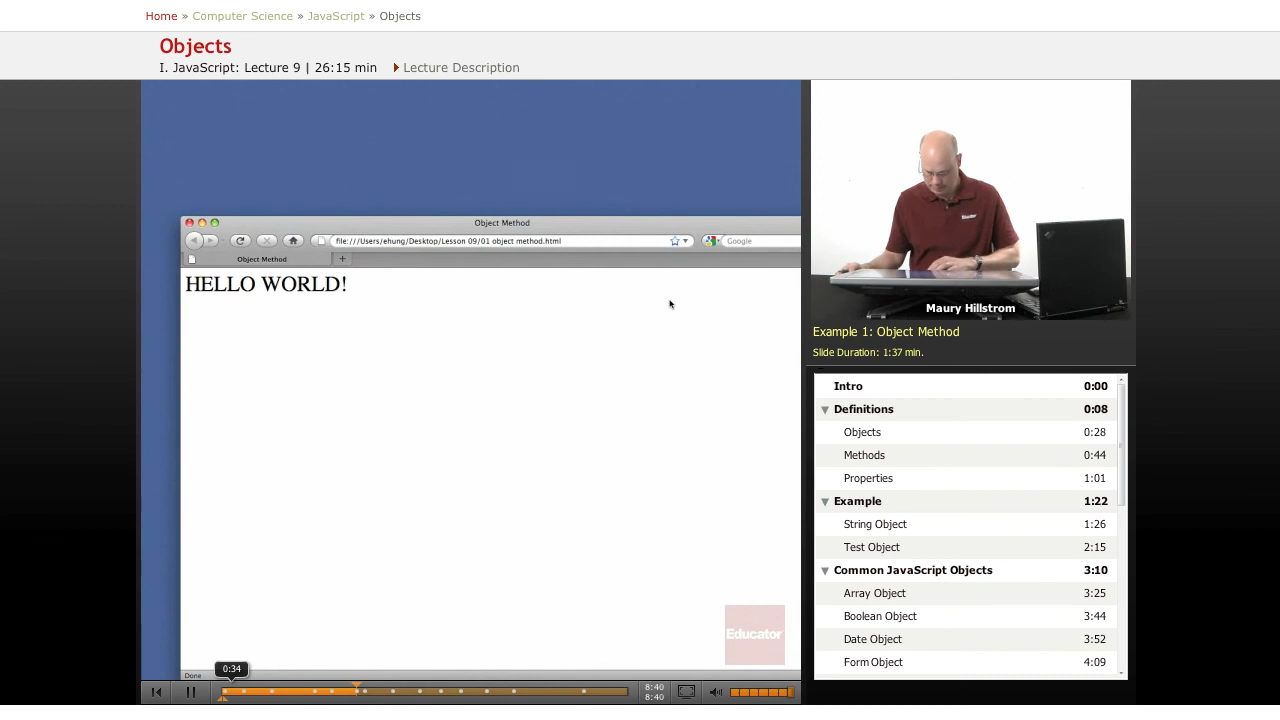 Home » Computer Science » JavaScript » Objects
Objects
I. JavaScript: Lecture 9 | 26:15 min Lecture Description
Object Method
file:///Users/ehung/Desktop/Lesson 09/01 object method.html
Google
Object Method
HELLO WORLD!
Educator
Done
0:34
8:40
8:40
Maury Hillstrom
Example 1: Object Method
Slide Duration: 1:37 min.
Intro 0:00
Definitions 0:08
Objects 0:28
Methods 0:44
Properties 1:01
Example 1:22
String Object 1:26
Test Object 2:15
Common JavaScript Objects 3:10
Array Object 3:25
Boolean Object 3:44
Date Object 3:52
Form Object 4:09